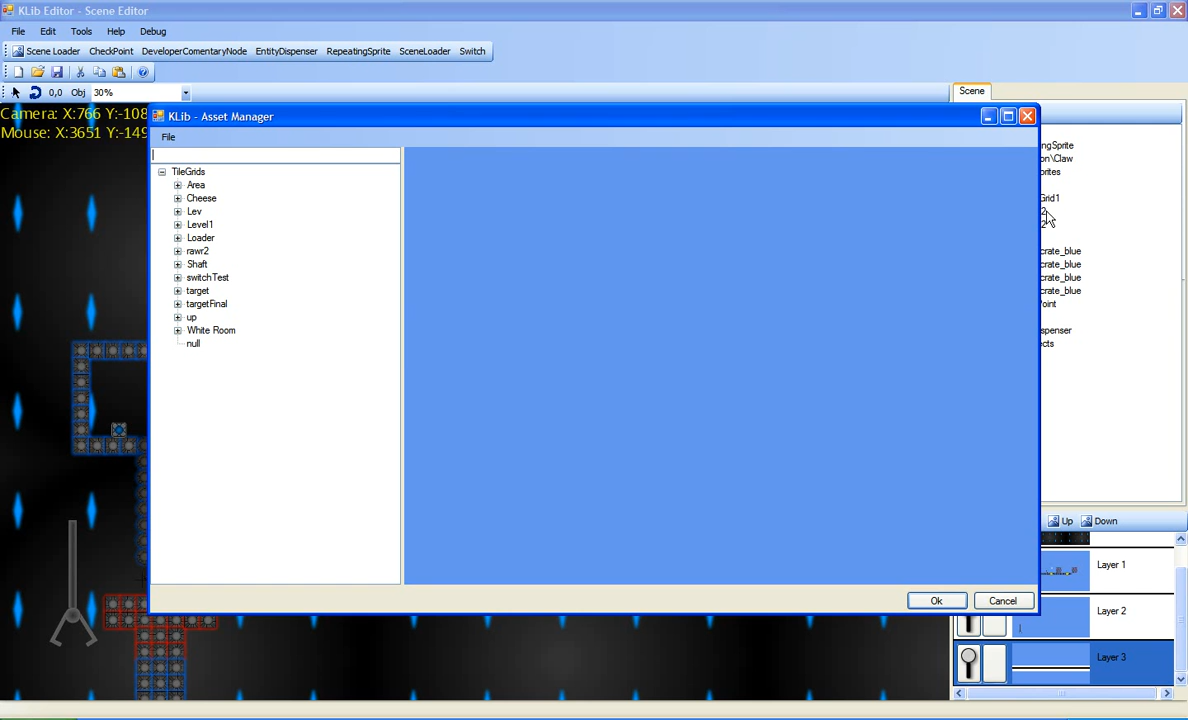 KLib Editor - Scene Editor
File Edit Tools Help Debug
Scene Loader CheckPoint DeveloperComentaryNode EntityDispenser RepeatingSprite SceneLoader Switch
0,0 Obj 30%
Scene
Camera: X:766 Y:-108
Mouse: X:3651 Y:-149
KLib - Asset Manager
File
TileGrids
Area
Cheese
Lev
Level1
Loader
rawr2
Shaft
switchTest
target
targetFinal
up
White Room
null
Ok Cancel
ngSprite
on\Claw
rites
Grid1
2
2
crate_blue
crate_blue
crate_blue
crate_blue
oint
spenser
ects
Up Down
Layer 1
Layer 2
Layer 3